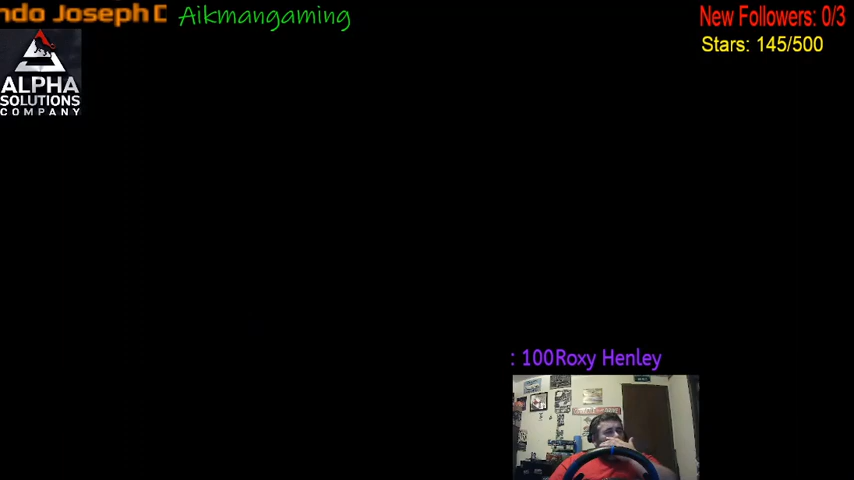 ndo Joseph D
Aikmangaming
New Followers: 0/3
Stars: 145/500
ALPHA
SOLUTIONS
COMPANY
: 100Roxy Henley